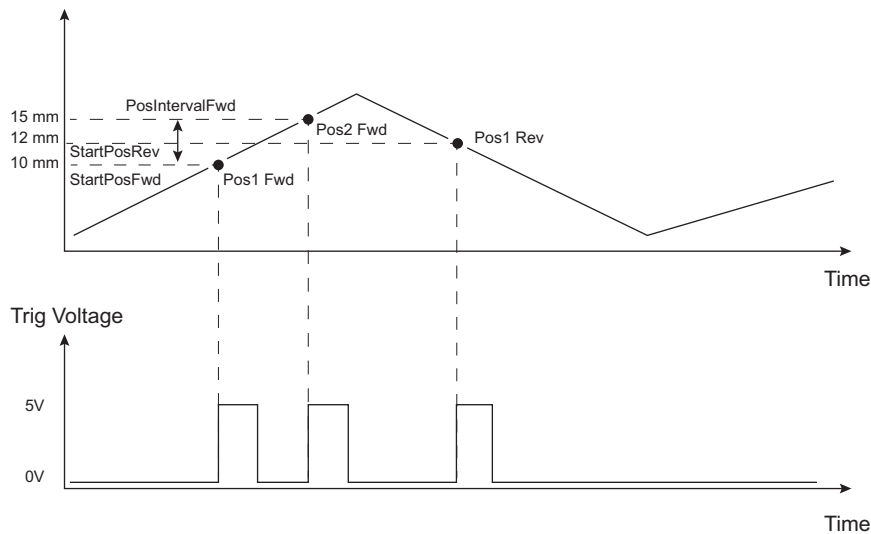 PosIntervalFwd
15 mm
Pos2 Fwd
12 mm
Pos1 Rev
StartPosRev
10 mm
StartPosFwd
Pos1 Fwd
Time
Trig Voltage
5V
0V
Time